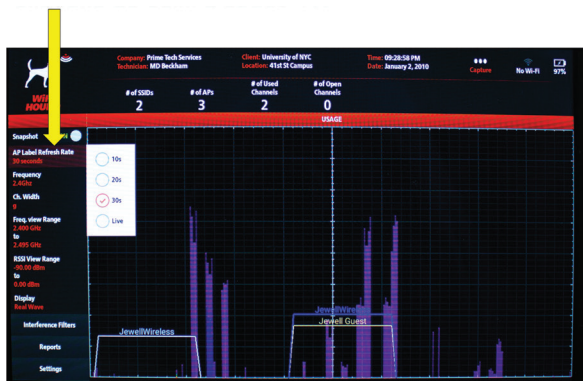 Company: Prime Tech Services
Technician: MD Beckham
Client: University of NYC
Location: 41st St Campus
Time: 09:28:58 PM
Date: January 2, 2010
Capture
No Wi-Fi
97%
# of SSIDs
2
# of APs
3
# of Used Channels
2
# of Open Channels
0
USAGE
Snapshot
AP Label Refresh Rate
30 seconds
10s
20s
30s
Live
Frequency
2.4Ghz
Ch. Width
0
Freq. view Range
2.400 GHz
to
2.495 GHz
RSSI View Range
-90.00 dBm
to
0.00 dBm
Display
Real Wave
Interference Filters
Reports
Settings
JewellWireless
JewellWire
Jewell Guest